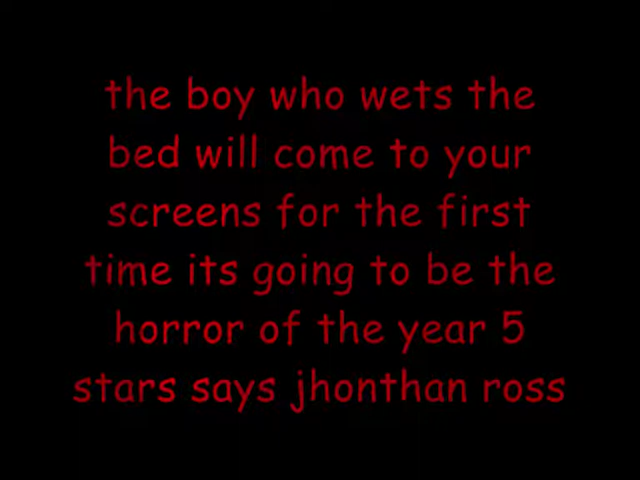 the boy who wets the
bed will come to your
screens for the first
time its going to be the
horror of the year 5
stars says jhonthan ross